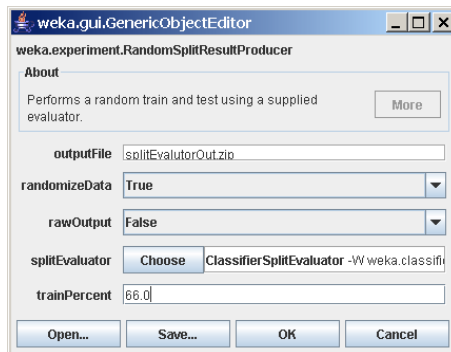 weka.gui.GenericObjectEditor
weka.experiment.RandomSplitResultProducer
About
Performs a random train and test using a supplied
evaluator.
More
outputFile splitEvalutorOut.zip
randomizeData True
rawOutput False
splitEvaluator Choose ClassifierSplitEvaluator -W weka.classifi
trainPercent 66.0
Open... Save... OK Cancel